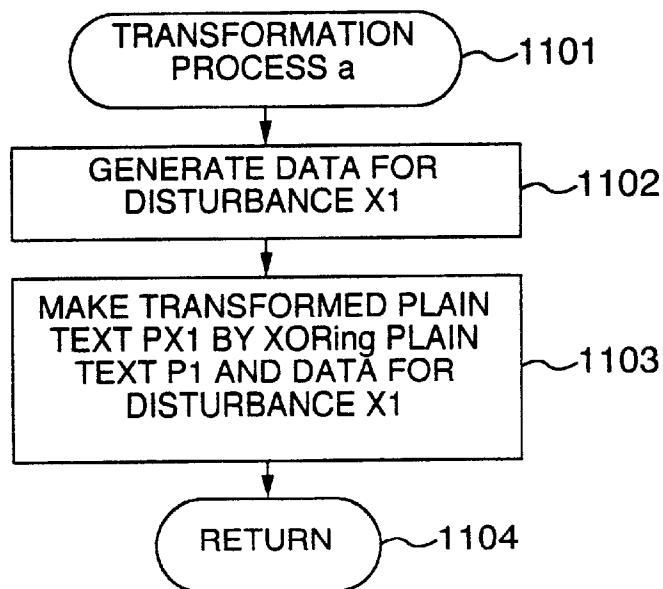 TRANSFORMATION
PROCESS a
1101
GENERATE DATA FOR
DISTURBANCE X1
1102
MAKE TRANSFORMED PLAIN
TEXT PX1 BY XORing PLAIN
TEXT P1 AND DATA FOR
DISTURBANCE X1
1103
RETURN
1104